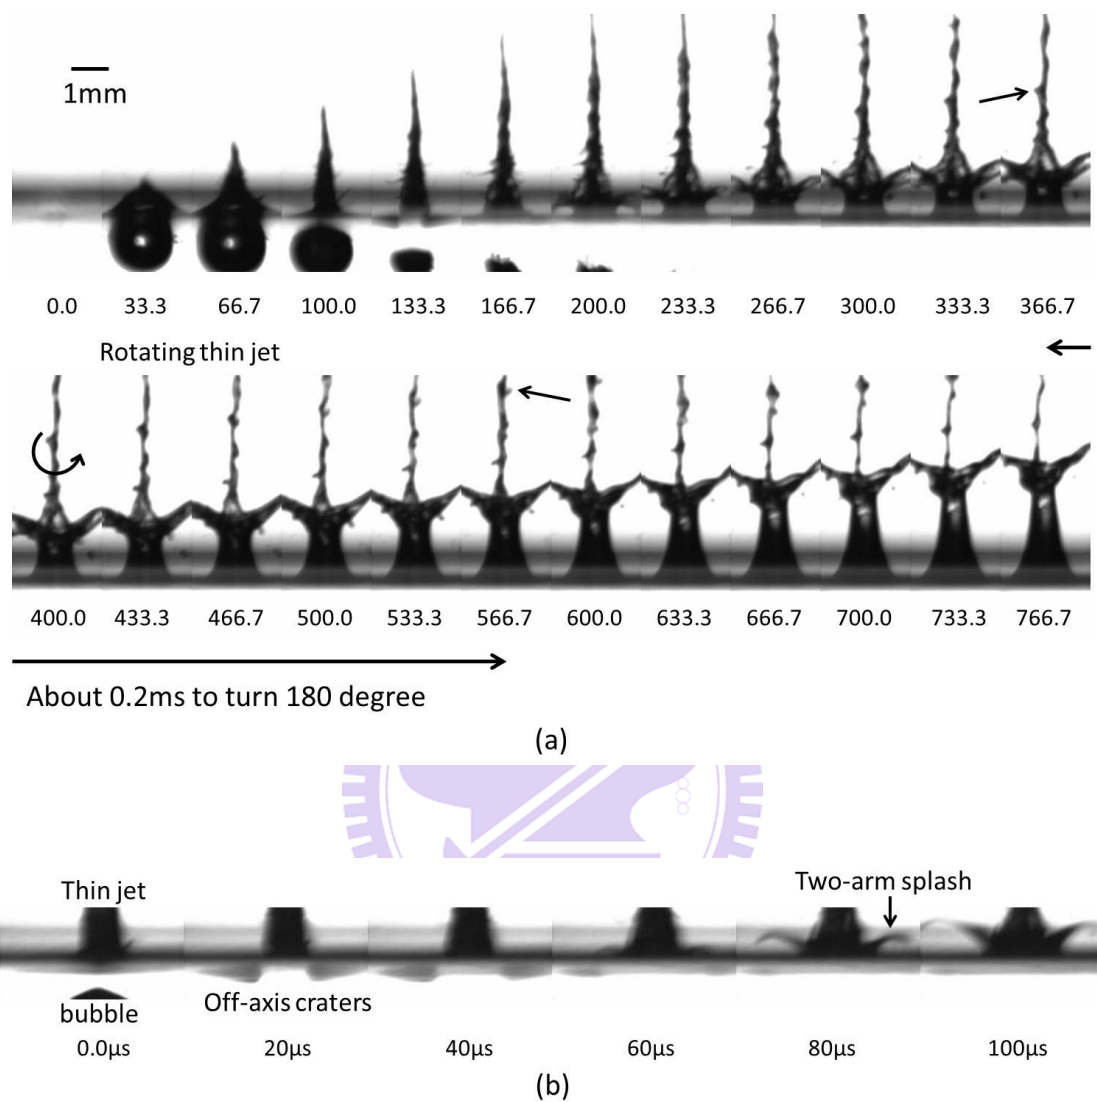 1mm
0.0 33.3 66.7 100.0 133.3 166.7 200.0 233.3 266.7 300.0 333.3 366.7
Rotating thin jet
400.0 433.3 466.7 500.0 533.3 566.7 600.0 633.3 666.7 700.0 733.3 766.7
About 0.2ms to turn 180 degree
(a)
Thin jet
Two-arm splash
Off-axis craters
bubble
0.0μs 20μs 40μs 60μs 80μs 100μs
(b)